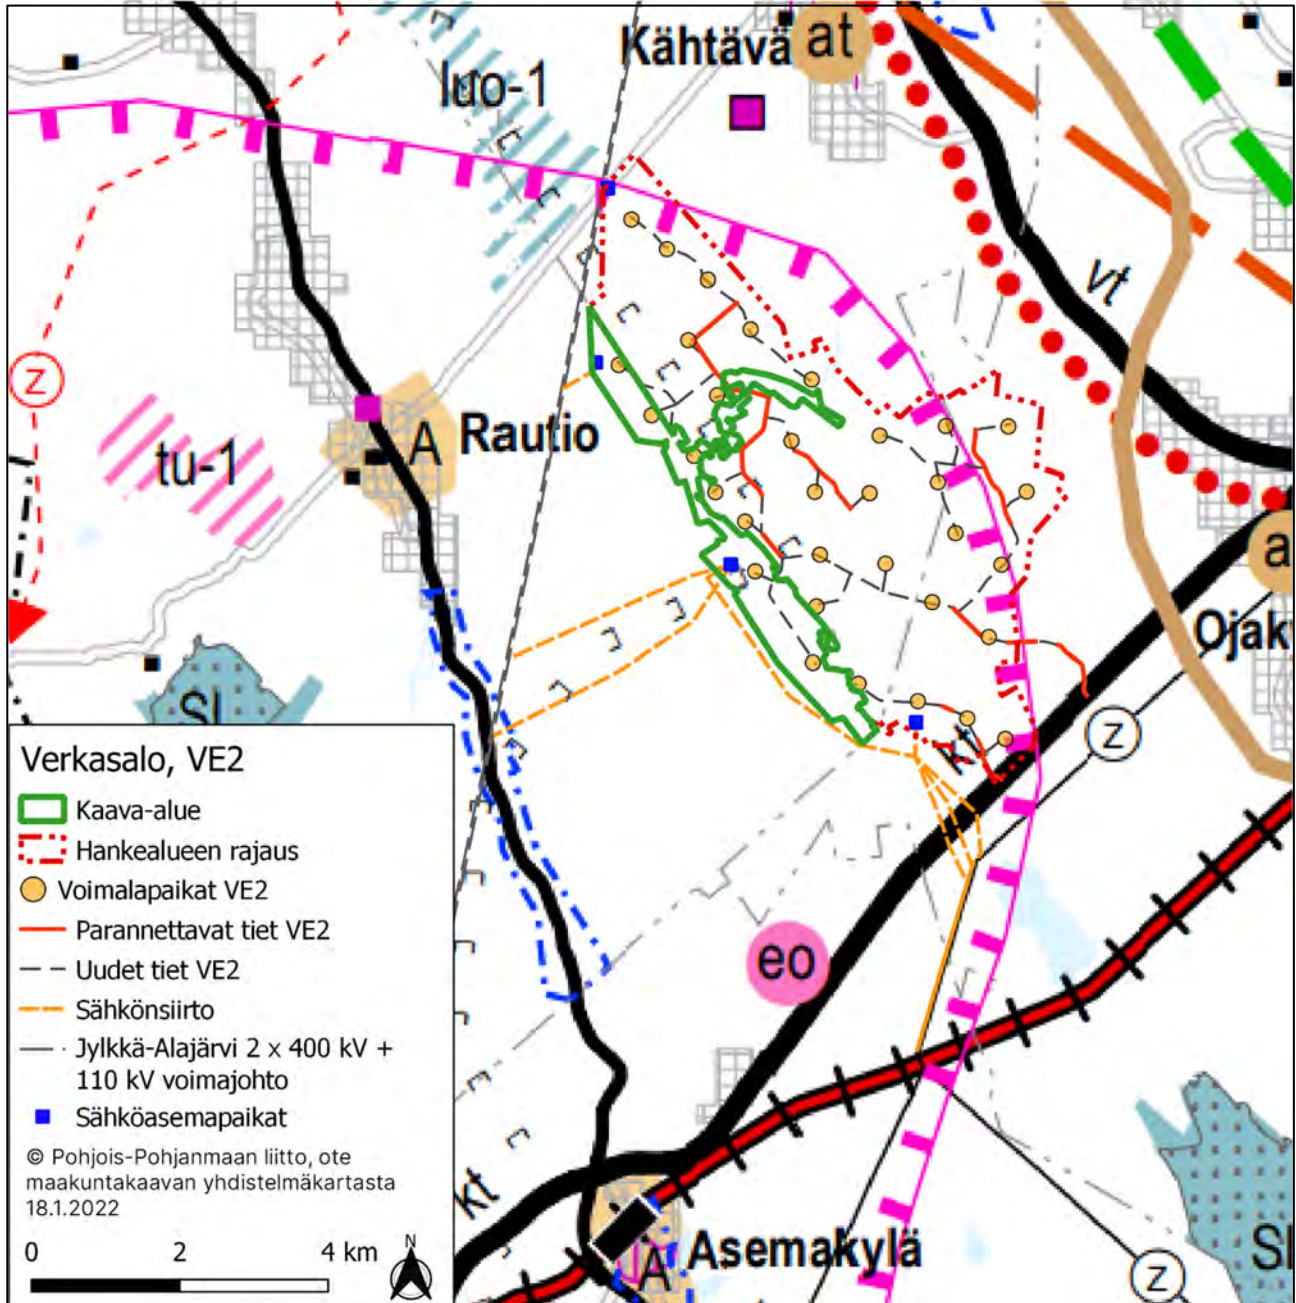 Kähtävä
at
luo-1
vt
z
tu-1
A
Rautio
a
kt
z
SL
eo
kt
Asemakylä
A
z
Verkasalo, VE2
Kaava-alue
Hankealueen rajaus
Voimalapaikat VE2
Parannettavat tiet VE2
Uudet tiet VE2
Sähkönsiirto
Jylkkä-Alajärvi 2 x 400 kV +
110 kV voimajohto
Sähköasemapaikat
© Pohjois-Pohjanmaan liitto, ote
maakuntakaavan yhdistelmäkartasta
18.1.2022
0 2 4 km
N